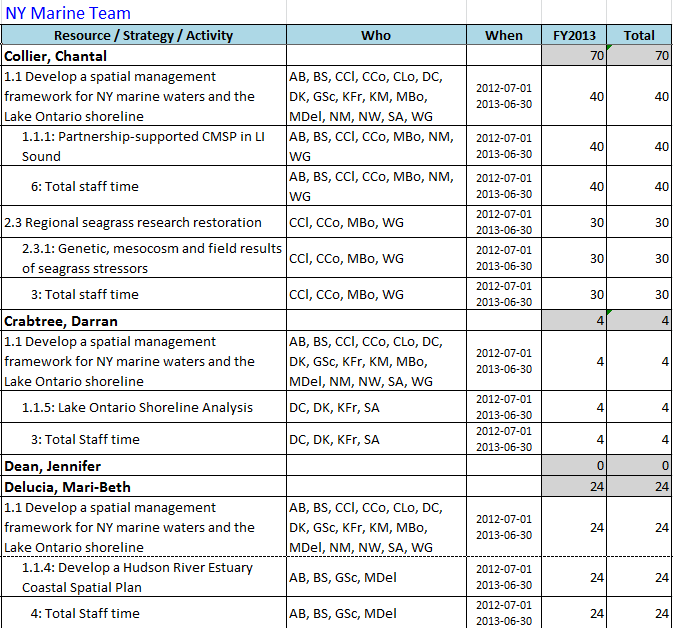 NY Marine Team
Resource / Strategy / Activity Who When FY2013 Total
Collier, Chantal 70 70
1.1 Develop a spatial management
framework for NY marine waters and the
Lake Ontario shoreline
AB, BS, CCl, CCo, CLo, DC,
DK, GSc, KFr, KM, MBo,
MDel, NM, NW, SA, WG
2012-07-01
2013-06-30
40 40
1.1.1: Partnership-supported CMSP in LI
Sound
AB, BS, CCl, CCo, MBo, NM,
WG
2012-07-01
2013-06-30
40 40
6: Total staff time
AB, BS, CCl, CCo, MBo, NM,
WG
2012-07-01
2013-06-30
40 40
2.3 Regional seagrass research restoration
CCl, CCo, MBo, WG
2012-07-01
2013-06-30
30 30
2.3.1: Genetic, mesocosm and field results
of seagrass stressors
CCl, CCo, MBo, WG
2012-07-01
2013-06-30
30 30
3: Total staff time
CCl, CCo, MBo, WG
2012-07-01
2013-06-30
30 30
Crabtree, Darran 4 4
1.1 Develop a spatial management
framework for NY marine waters and the
Lake Ontario shoreline
AB, BS, CCl, CCo, CLo, DC,
DK, GSc, KFr, KM, MBo,
MDel, NM, NW, SA, WG
2012-07-01
2013-06-30
4 4
1.1.5: Lake Ontario Shoreline Analysis
DC, DK, KFr, SA
2012-07-01
2013-06-30
4 4
3: Total Staff time
DC, DK, KFr, SA
2012-07-01
2013-06-30
4 4
Dean, Jennifer 0 0
Delucia, Mari-Beth 24 24
1.1 Develop a spatial management
framework for NY marine waters and the
Lake Ontario shoreline
AB, BS, CCl, CCo, CLo, DC,
DK, GSc, KFr, KM, MBo,
MDel, NM, NW, SA, WG
2012-07-01
2013-06-30
24 24
1.1.4: Develop a Hudson River Estuary
Coastal Spatial Plan
AB, BS, GSc, MDel
2012-07-01
2013-06-30
24 24
4: Total Staff time
AB, BS, GSc, MDel
2012-07-01
2013-06-30
24 24